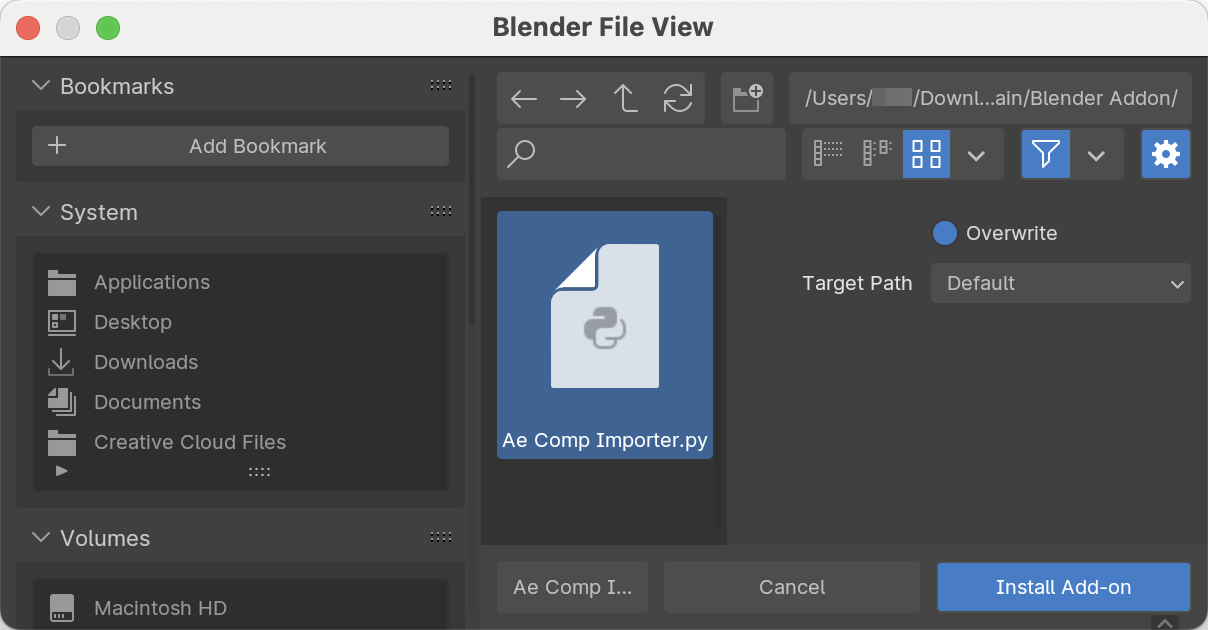 Blender File View
Bookmarks
Add Bookmark
System
Applications
Desktop
Downloads
Documents
Creative Cloud Files
Volumes
Macintosh HD
/Users/ /Downl...ain/Blender Addon/
Overwrite
Target Path Default
Ae Comp Importer.py
Ae Comp I... Cancel Install Add-on